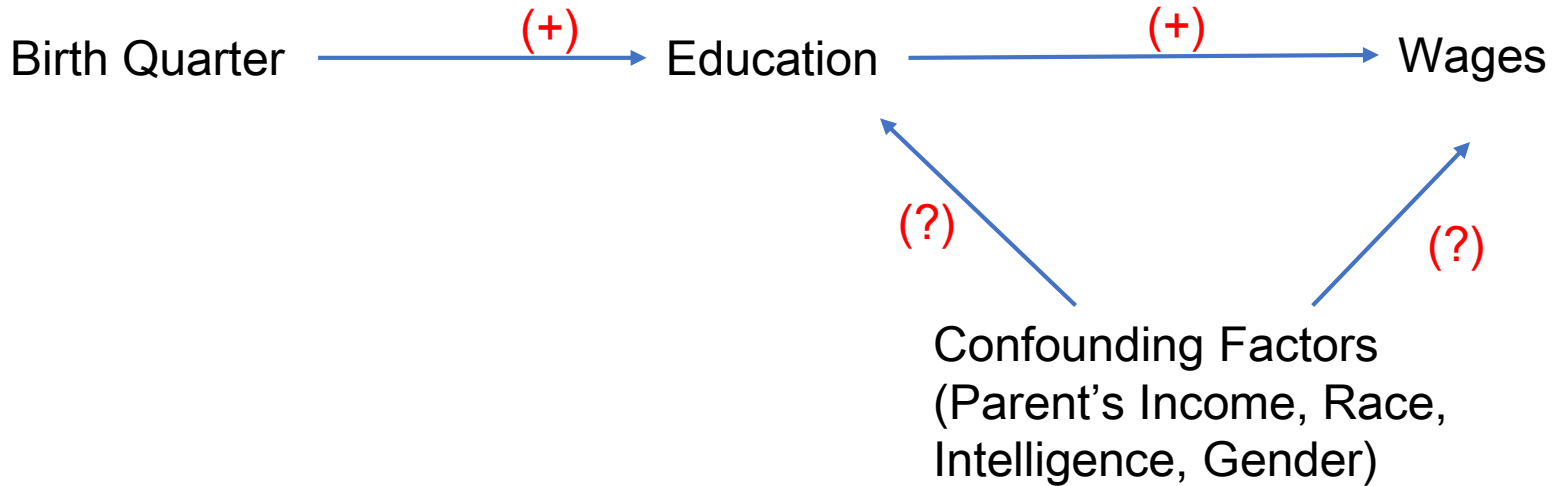 (+)
(+)
Birth Quarter
Education
Wages
(?)
(?)
Confounding Factors
(Parent’s Income, Race,
Intelligence, Gender)